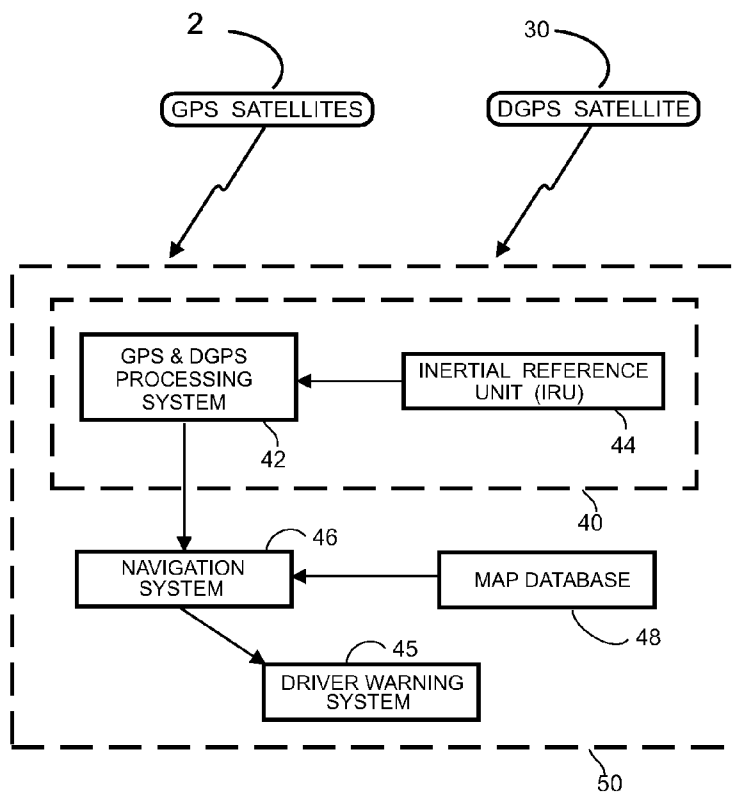 2
30
GPS SATELLITES
DGPS SATELLITE
GPS & DGPS
PROCESSING
SYSTEM
INERTIAL REFERENCE
UNIT (IRU)
42
44
40
46
NAVIGATION
SYSTEM
MAP DATABASE
48
45
DRIVER WARNING
SYSTEM
50